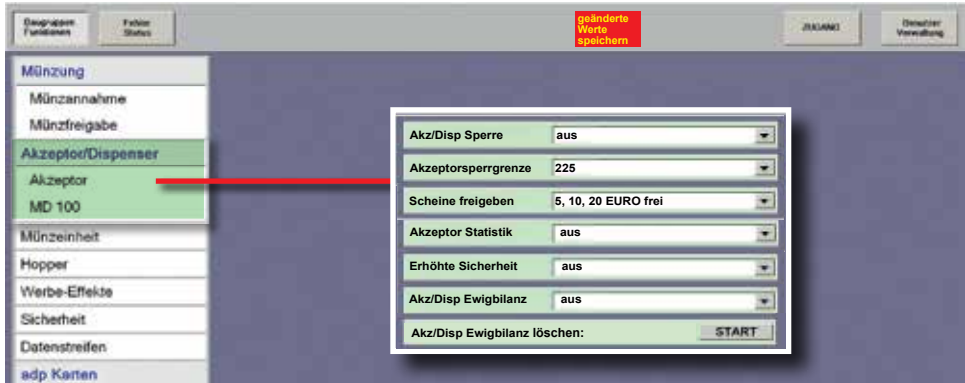 Baugruppen
Funktionen
Fehler
Status
geänderte
Werte
speichern
ZUGANG
Benutzer
Verwaltung
Münzung
Münzannahme
Münzfreigabe
Akzeptor/Dispenser
Akzeptor
MD 100
Münzeinheit
Hopper
Werbe-Effekte
Sicherheit
Datenstreifen
adp Karten
Akz/Disp Sperre aus
Akzeptorsperrgrenze 225
Scheine freigeben 5, 10, 20 EURO frei
Akzeptor Statistik aus
Erhöhte Sicherheit aus
Akz/Disp Ewigbilanz aus
Akz/Disp Ewigbilanz löschen: START